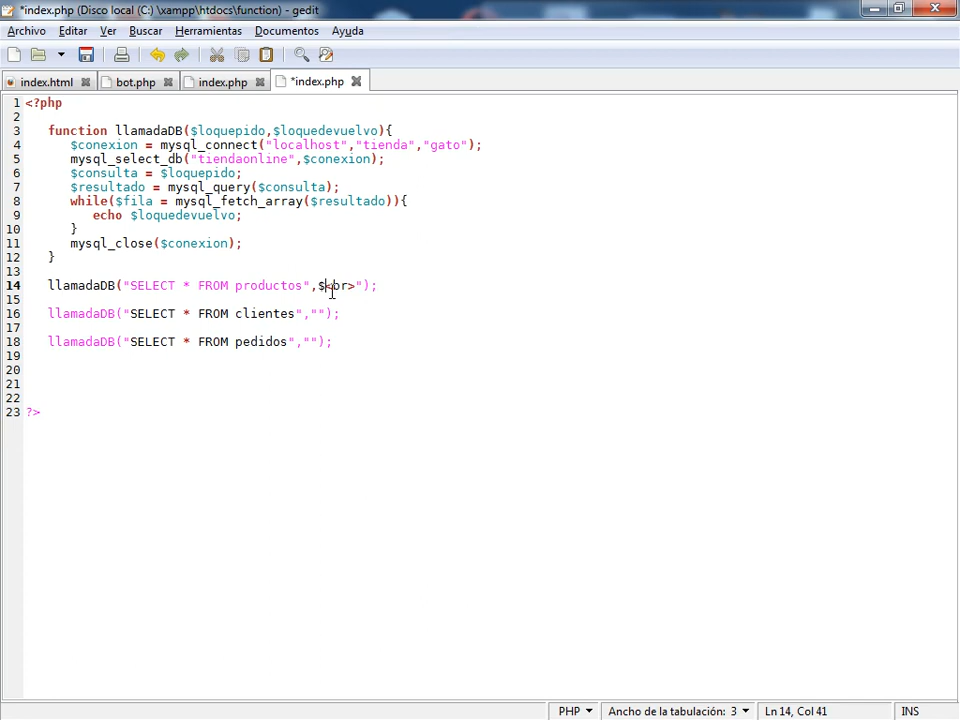 *index.php (Disco local (C:) \xampp\htdocs\function) - gedit
Archivo Editar Ver Buscar Herramientas Documentos Ayuda
index.html bot.php index.php *index.php
1 <?php
2
3 function llamadaDB($loquepido,$loquedevuelvo){
4 $conexion = mysql_connect("localhost","tienda","gato");
5 mysql_select_db("tiendaonline",$conexion);
6 $consulta = $loquepido;
7 $resultado = mysql_query($consulta);
8 while($fila = mysql_fetch_array($resultado)){
9 echo $loquedevuelvo;
10 }
11 mysql_close($conexion);
12 }
13
14 llamadaDB("SELECT * FROM productos",$<br>");
15
16 llamadaDB("SELECT * FROM clientes","");
17
18 llamadaDB("SELECT * FROM pedidos","");
19
20
21
22
23 ?>
PHP Ancho de la tabulación: 3 Ln 14, Col 41 INS